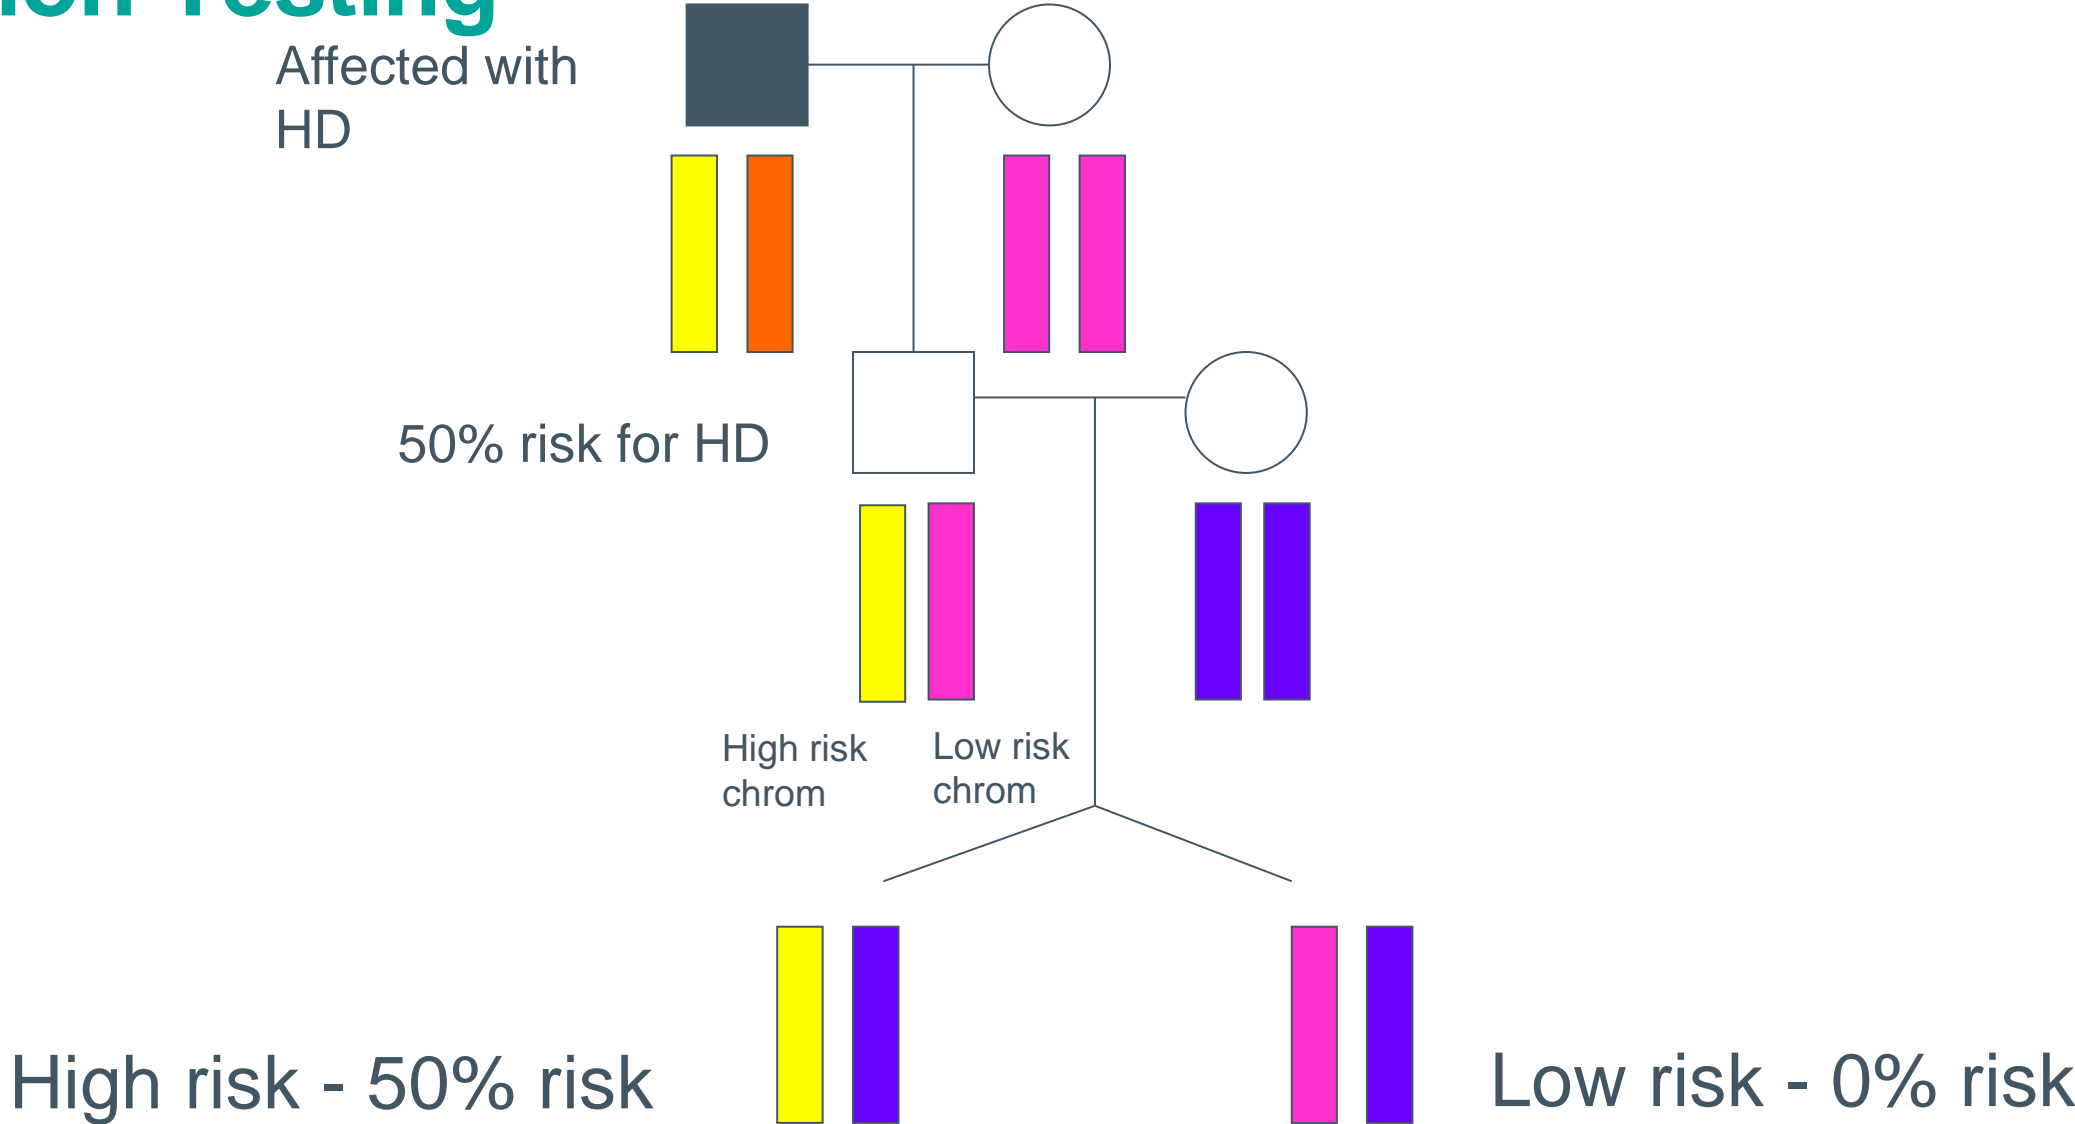 Testing
Affected with
HD
50% risk for HD
High risk
chrom
Low risk
chrom
High risk - 50% risk
Low risk - 0% risk